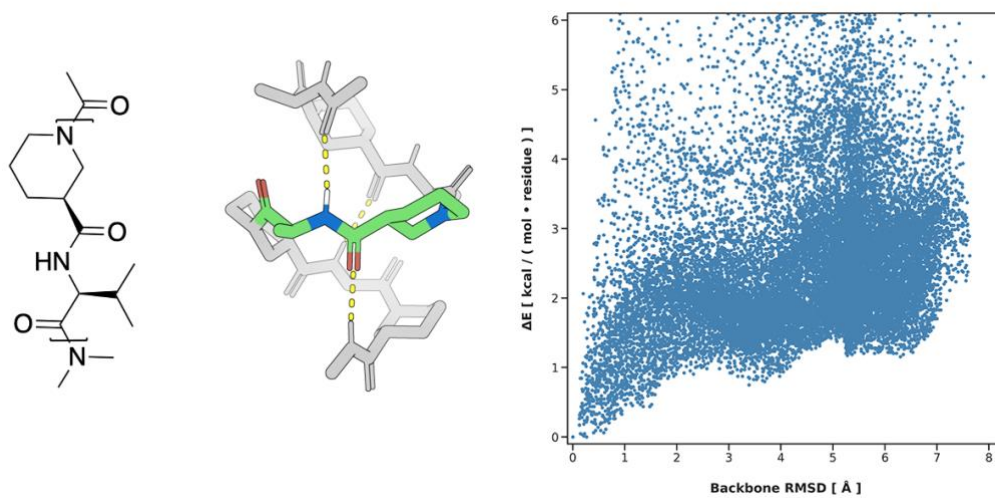 O
N
O
HN
O
N
ΔE [ kcal / ( mol • residue ) ]
6
5
4
3
2
1
0
0 1 2 3 4 5 6 7 8
Backbone RMSD [ Å ]